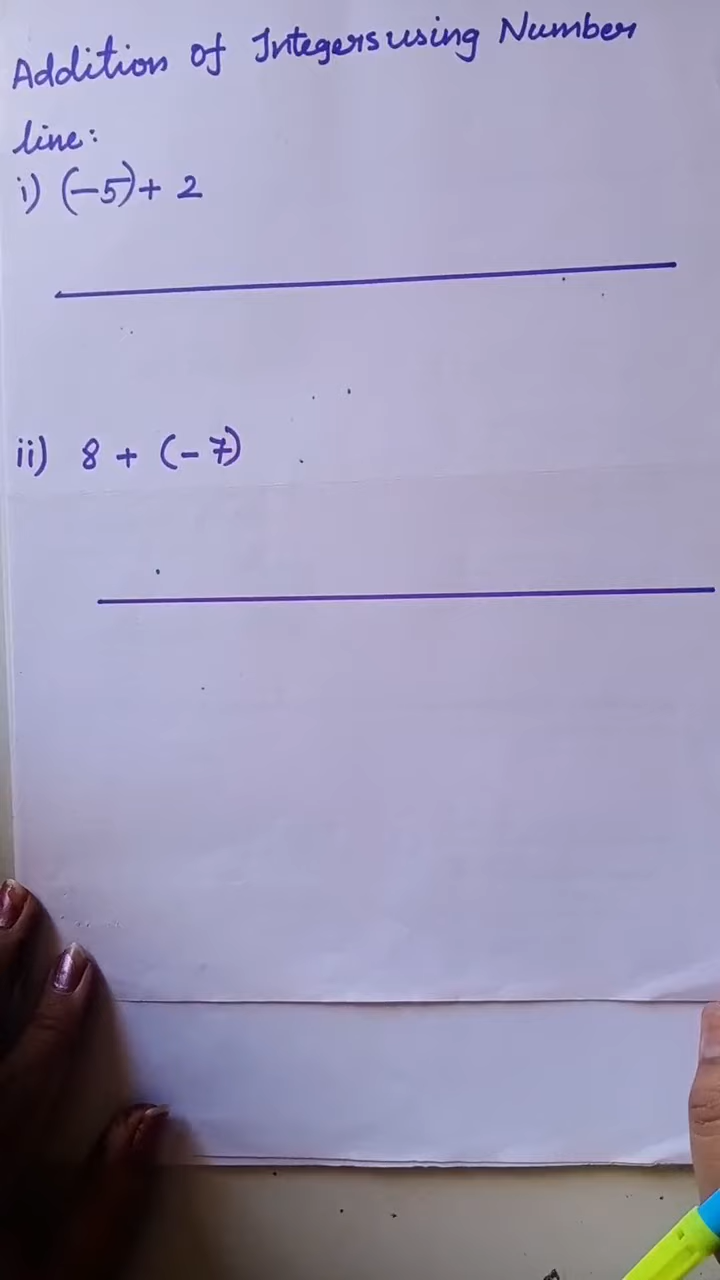 Addition of Integers using Number
line:
i) (-5) + 2
ii) 8 + (-7)